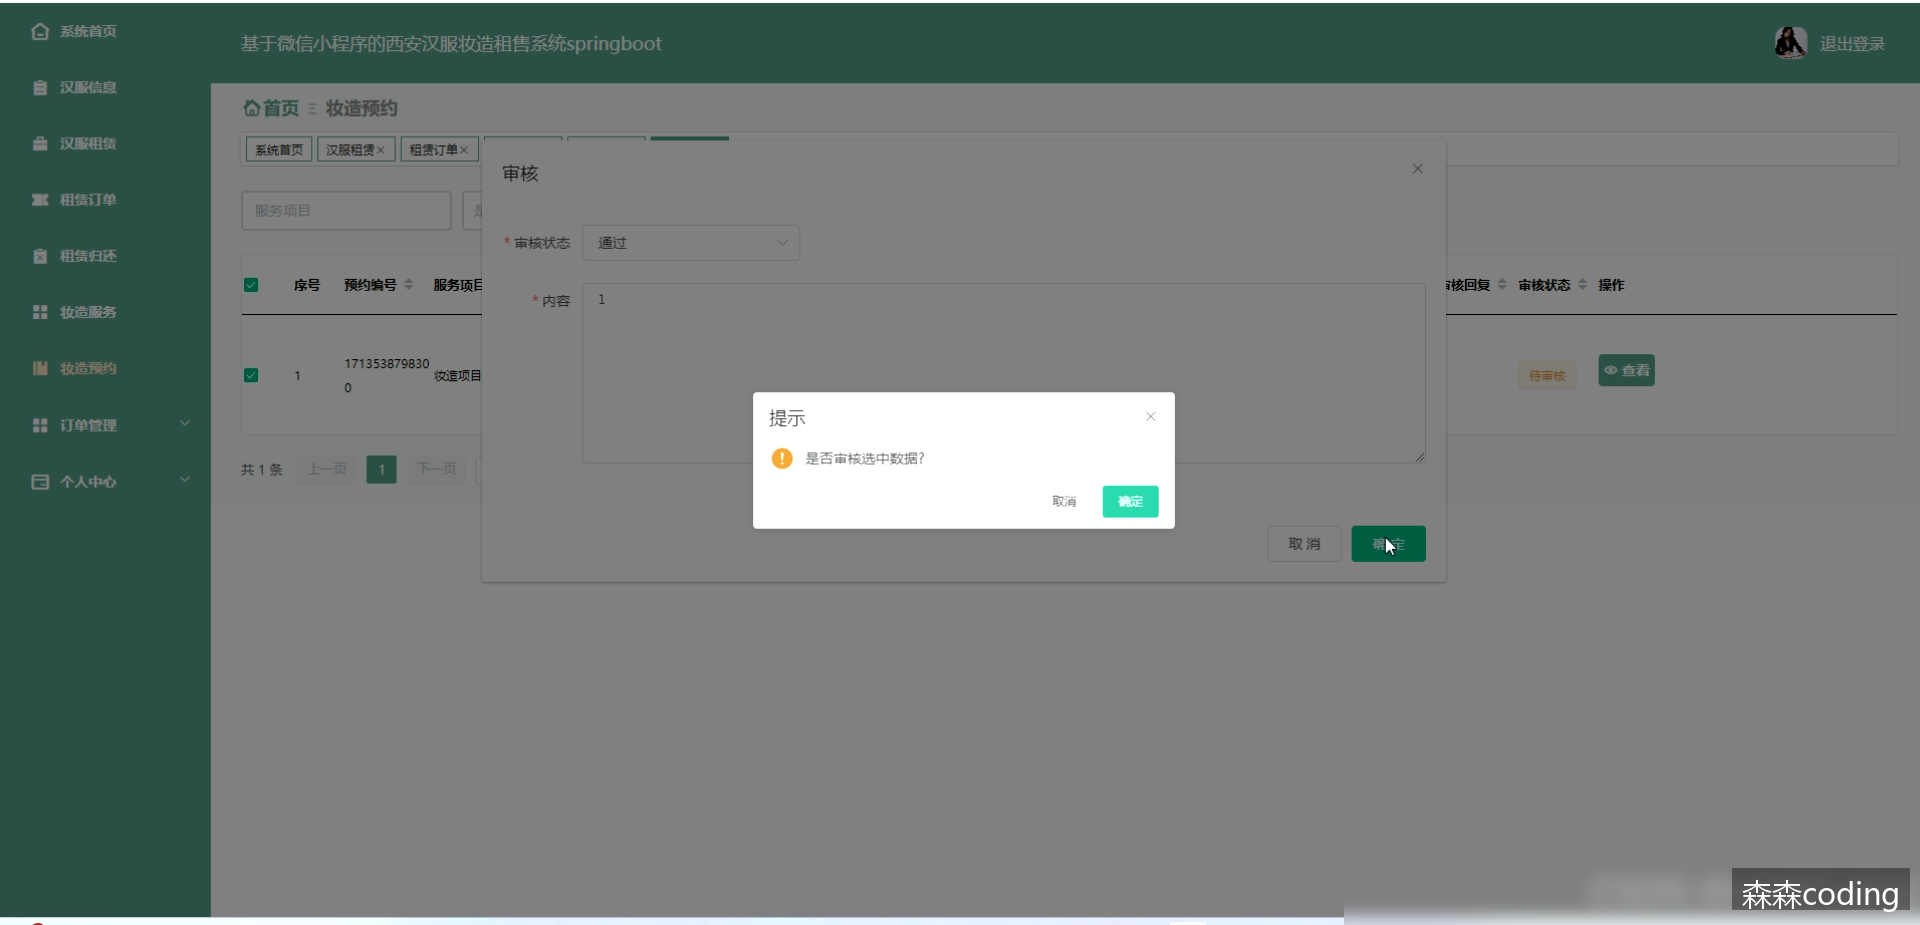 系统首页
汉服信息
汉服租赁
租赁订单
租赁归还
妆造服务
妆造预约
订单管理
个人中心
基于微信小程序的西安汉服妆造租售系统springboot
退出登录
首页 妆造预约
系统首页 汉服租赁 租赁订单
服务项目
序号 预约编号 服务项目 审核回复 审核状态 操作
1 171353879830
0
妆造项目 待审核 查看
共 1 条 上一页 1 下一页
审核
* 审核状态 通过
* 内容 1
取 消
提示
是否审核选中数据?
取消 确定
森森coding